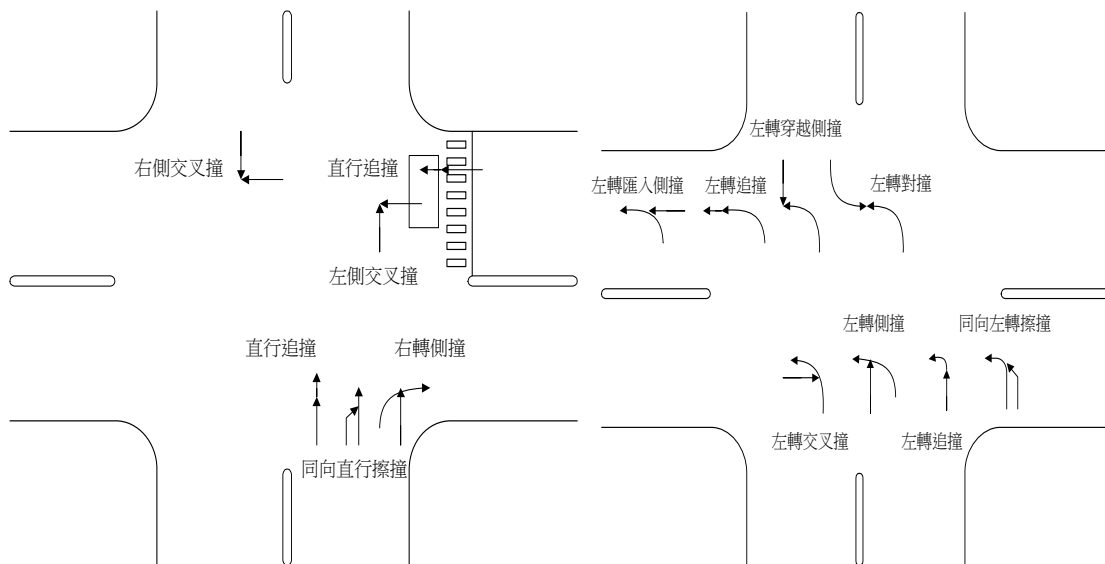 右側交叉撞
直行追撞
左側交叉撞
直行追撞
右轉側撞
同向直行擦撞
左轉穿越側撞
左轉匯入側撞
左轉追撞
左轉對撞
左轉側撞
同向左轉擦撞
左轉交叉撞
左轉追撞